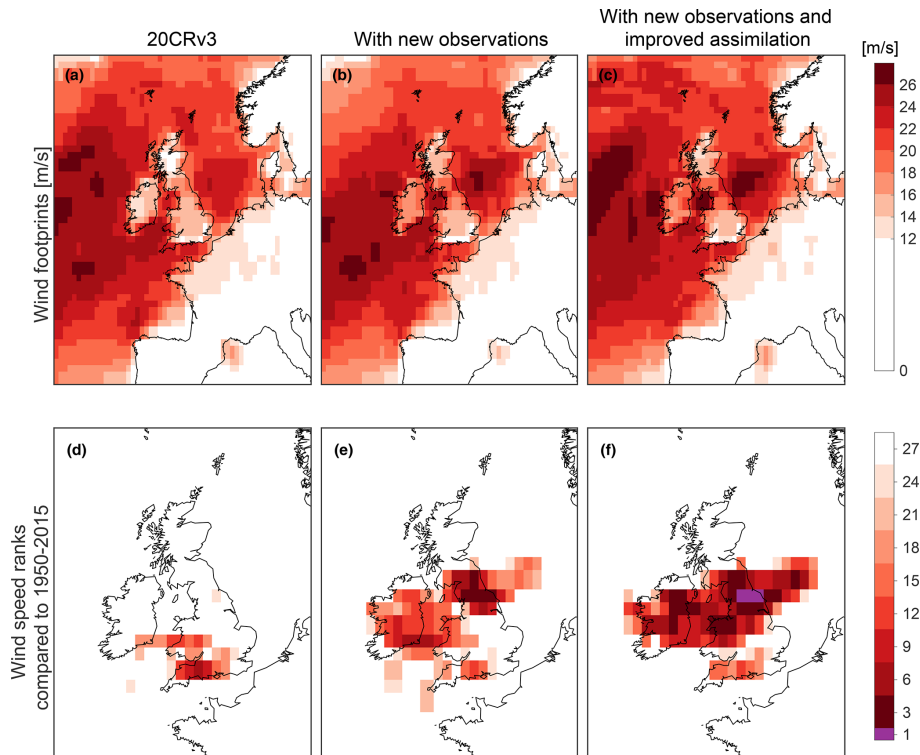 20CRv3
With new observations
With new observations and
improved assimilation
[m/s]
(a)
(b)
(c)
Wind footprints [m/s]
26
24
22
20
18
16
14
12
0
(d)
(e)
(f)
Wind speed ranks
compared to 1950-2015
27
24
21
18
15
12
9
6
3
1